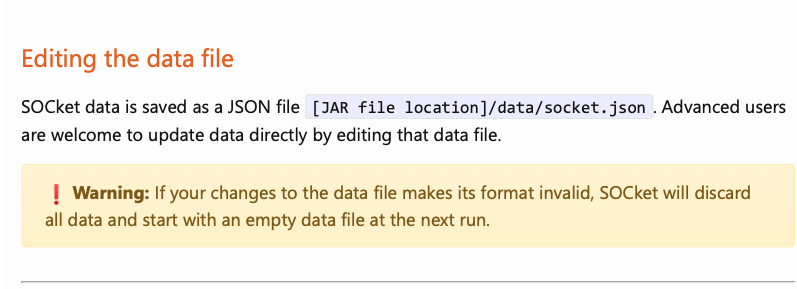 Editing the data file
SOCket data is saved as a JSON file [JAR file location]/data/socket.json. Advanced users
are welcome to update data directly by editing that data file.
❗ Warning: If your changes to the data file makes its format invalid, SOCket will discard
all data and start with an empty data file at the next run.